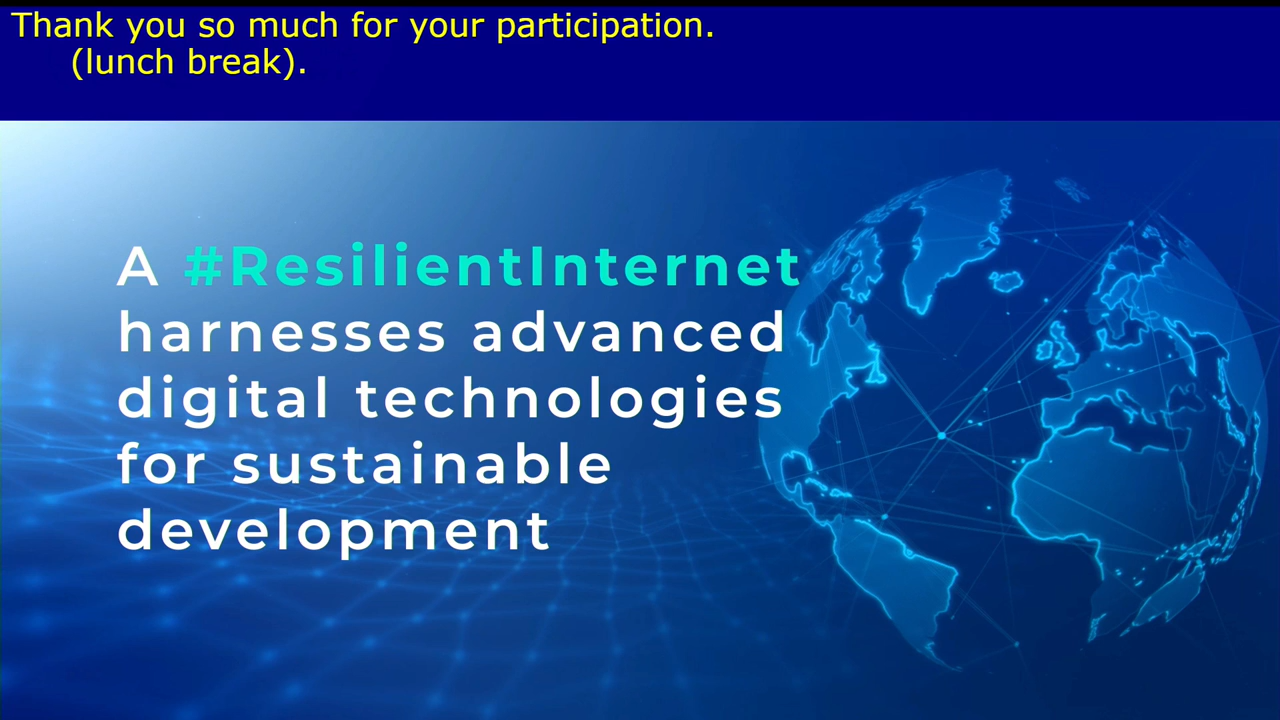 Thank you so much for your participation.
(lunch break).
A #ResilientInternet
harnesses advanced
digital technologies
for sustainable
development